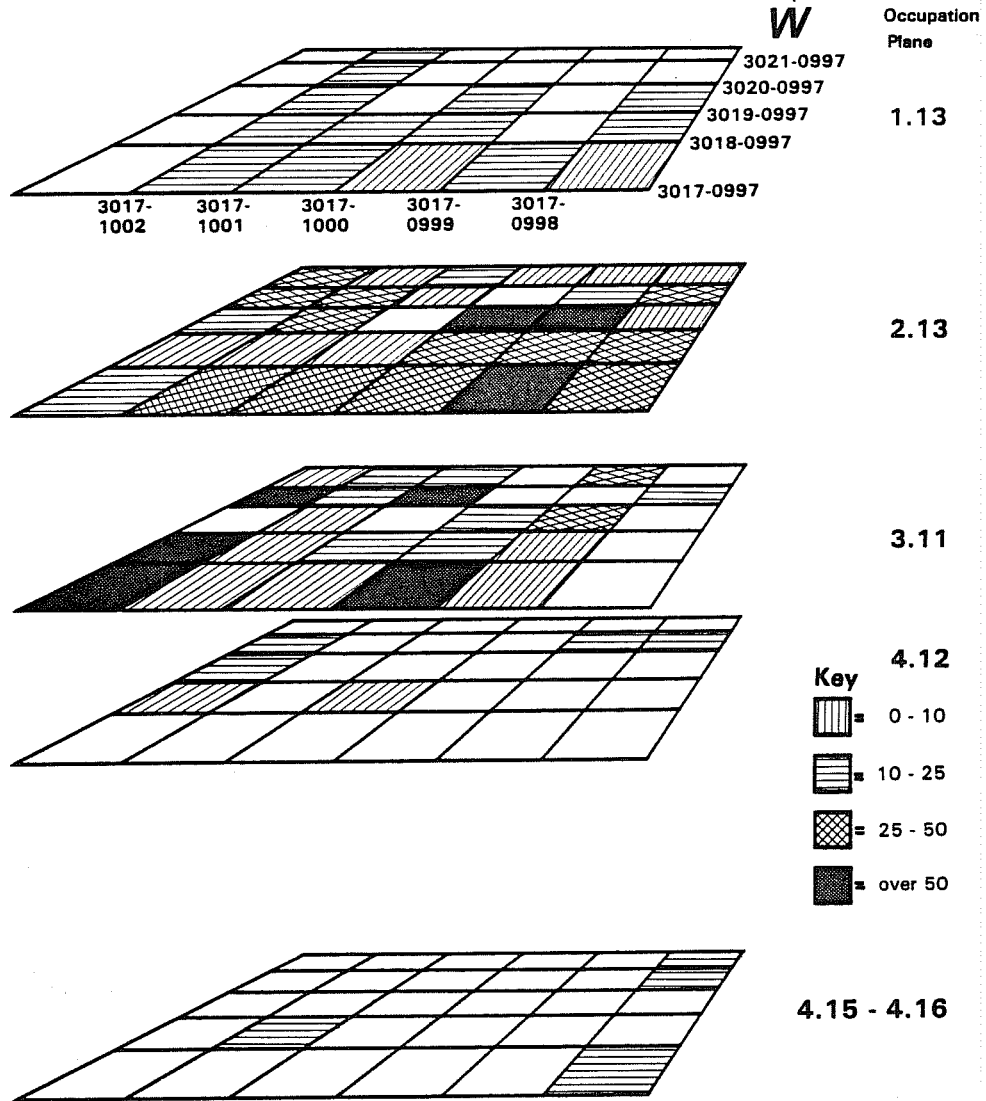 W
Occupation
Plane
3021-0997
3020-0997
3019-0997
3018-0997
3017-0997
1.13
3017-
1002
3017-
1001
3017-
1000
3017-
0999
3017-
0998
2.13
3.11
4.12
Key
= 0 - 10
= 10 - 25
= 25 - 50
= over 50
4.15 - 4.16